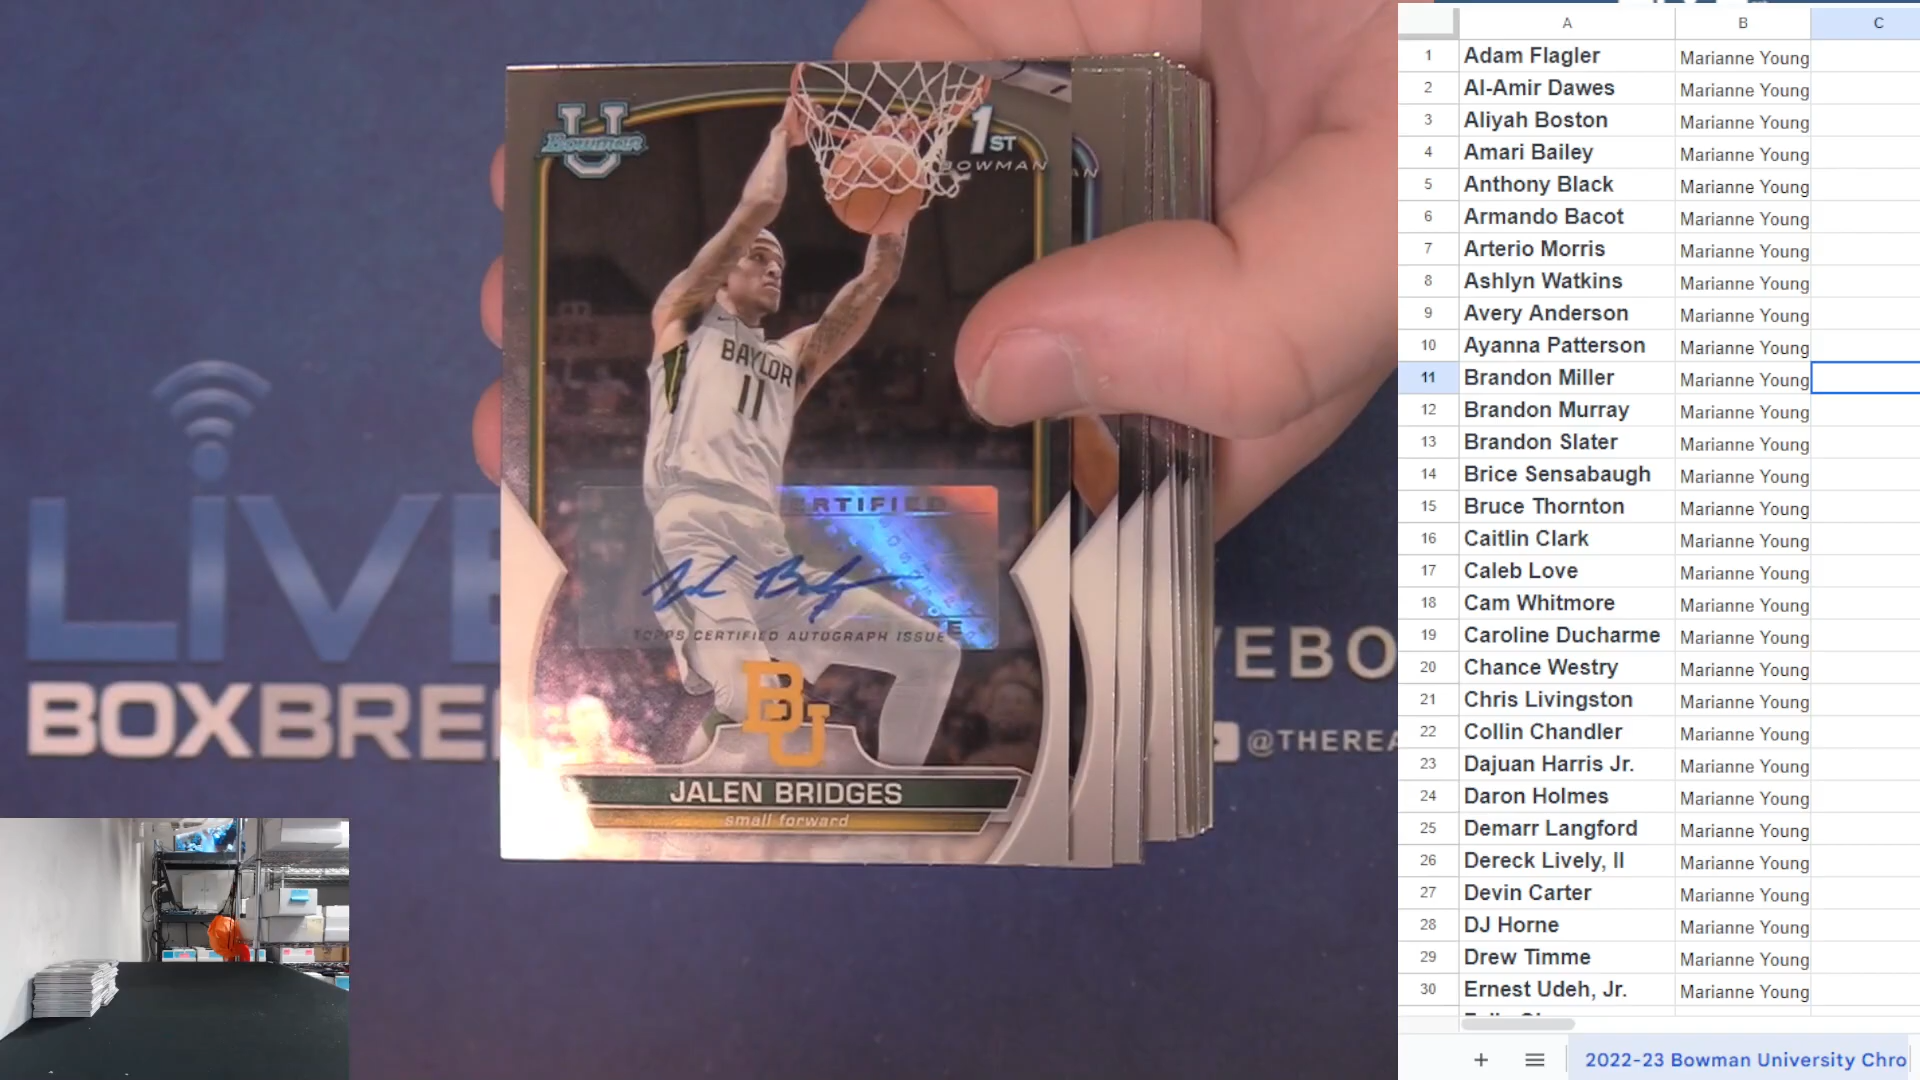 U
Bowman
1ST
BOWMAN
AN
BAYLOR
11
ERTIFIED
TOPPS CERTIFIED AUTOGRAPH ISSUE
BU
JALEN BRIDGES
small forward
LiVE
BOXBRE
VEBO
@THEREA
A B C
1 Adam Flagler Marianne Young
2 Al-Amir Dawes Marianne Young
3 Aliyah Boston Marianne Young
4 Amari Bailey Marianne Young
5 Anthony Black Marianne Young
6 Armando Bacot Marianne Young
7 Arterio Morris Marianne Young
8 Ashlyn Watkins Marianne Young
9 Avery Anderson Marianne Young
10 Ayanna Patterson Marianne Young
11 Brandon Miller Marianne Young
12 Brandon Murray Marianne Young
13 Brandon Slater Marianne Young
14 Brice Sensabaugh Marianne Young
15 Bruce Thornton Marianne Young
16 Caitlin Clark Marianne Young
17 Caleb Love Marianne Young
18 Cam Whitmore Marianne Young
19 Caroline Ducharme Marianne Young
20 Chance Westry Marianne Young
21 Chris Livingston Marianne Young
22 Collin Chandler Marianne Young
23 Dajuan Harris Jr. Marianne Young
24 Daron Holmes Marianne Young
25 Demarr Langford Marianne Young
26 Dereck Lively, II Marianne Young
27 Devin Carter Marianne Young
28 DJ Horne Marianne Young
29 Drew Timme Marianne Young
30 Ernest Udeh, Jr. Marianne Young
2022-23 Bowman University Chro